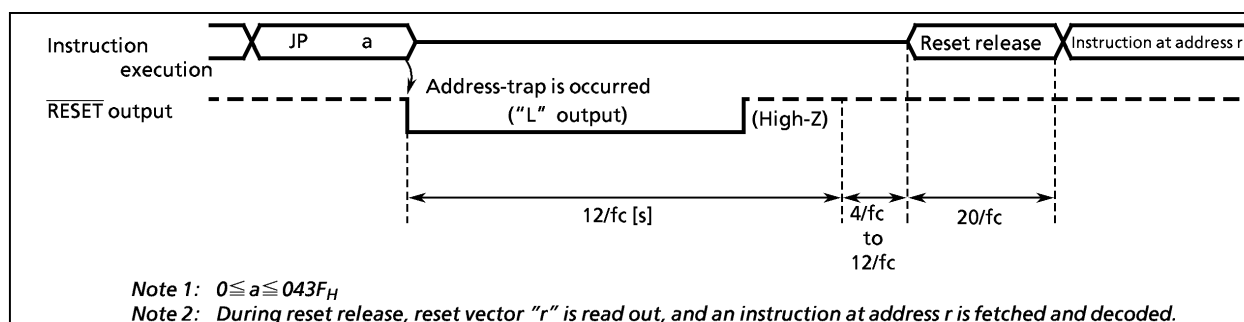 Instruction execution
JP a
Reset release
Instruction at address r
RESET output
Address-trap is occurred
("L" output)
(High-Z)
12/fc [s]
4/fc
to
12/fc
20/fc
Note 1: 0≦a≦043F_H
Note 2: During reset release, reset vector "r" is read out, and an instruction at address r is fetched and decoded.